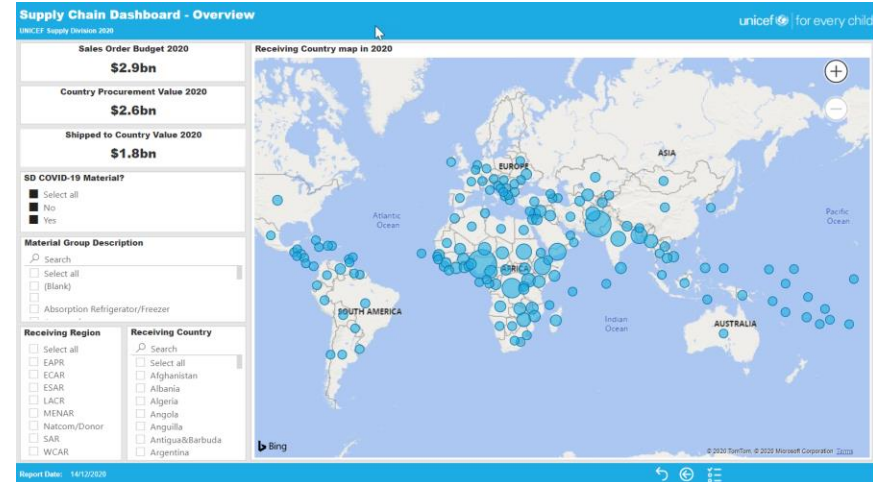 Supply Chain Dashboard - Overview
UNICEF Supply Division 2020
unicef for every child
Sales Order Budget 2020
$2.9bn
Country Procurement Value 2020
$2.6bn
Shipped to Country Value 2020
$1.8bn
SD COVID-19 Material?
Select all
No
Yes
Material Group Description
Search
Select all
(Blank)
Absorption Refrigerator/Freezer
Receiving Region
Select all
EAPR
ECAR
ESAR
LACR
MENAR
Natcom/Donor
SAR
WCAR
Receiving Country
Search
Select all
Afghanistan
Albania
Algeria
Angola
Anguilla
Antigua&Barbuda
Argentina
Receiving Country map in 2020
EUROPE
ASIA
Atlantic
Ocean
Pacific
Ocean
AFRICA
SOUTH AMERICA
Indian
Ocean
AUSTRALIA
Bing
© 2020 TomTom, © 2020 Microsoft Corporation Terms
Report Date: 14/12/2020